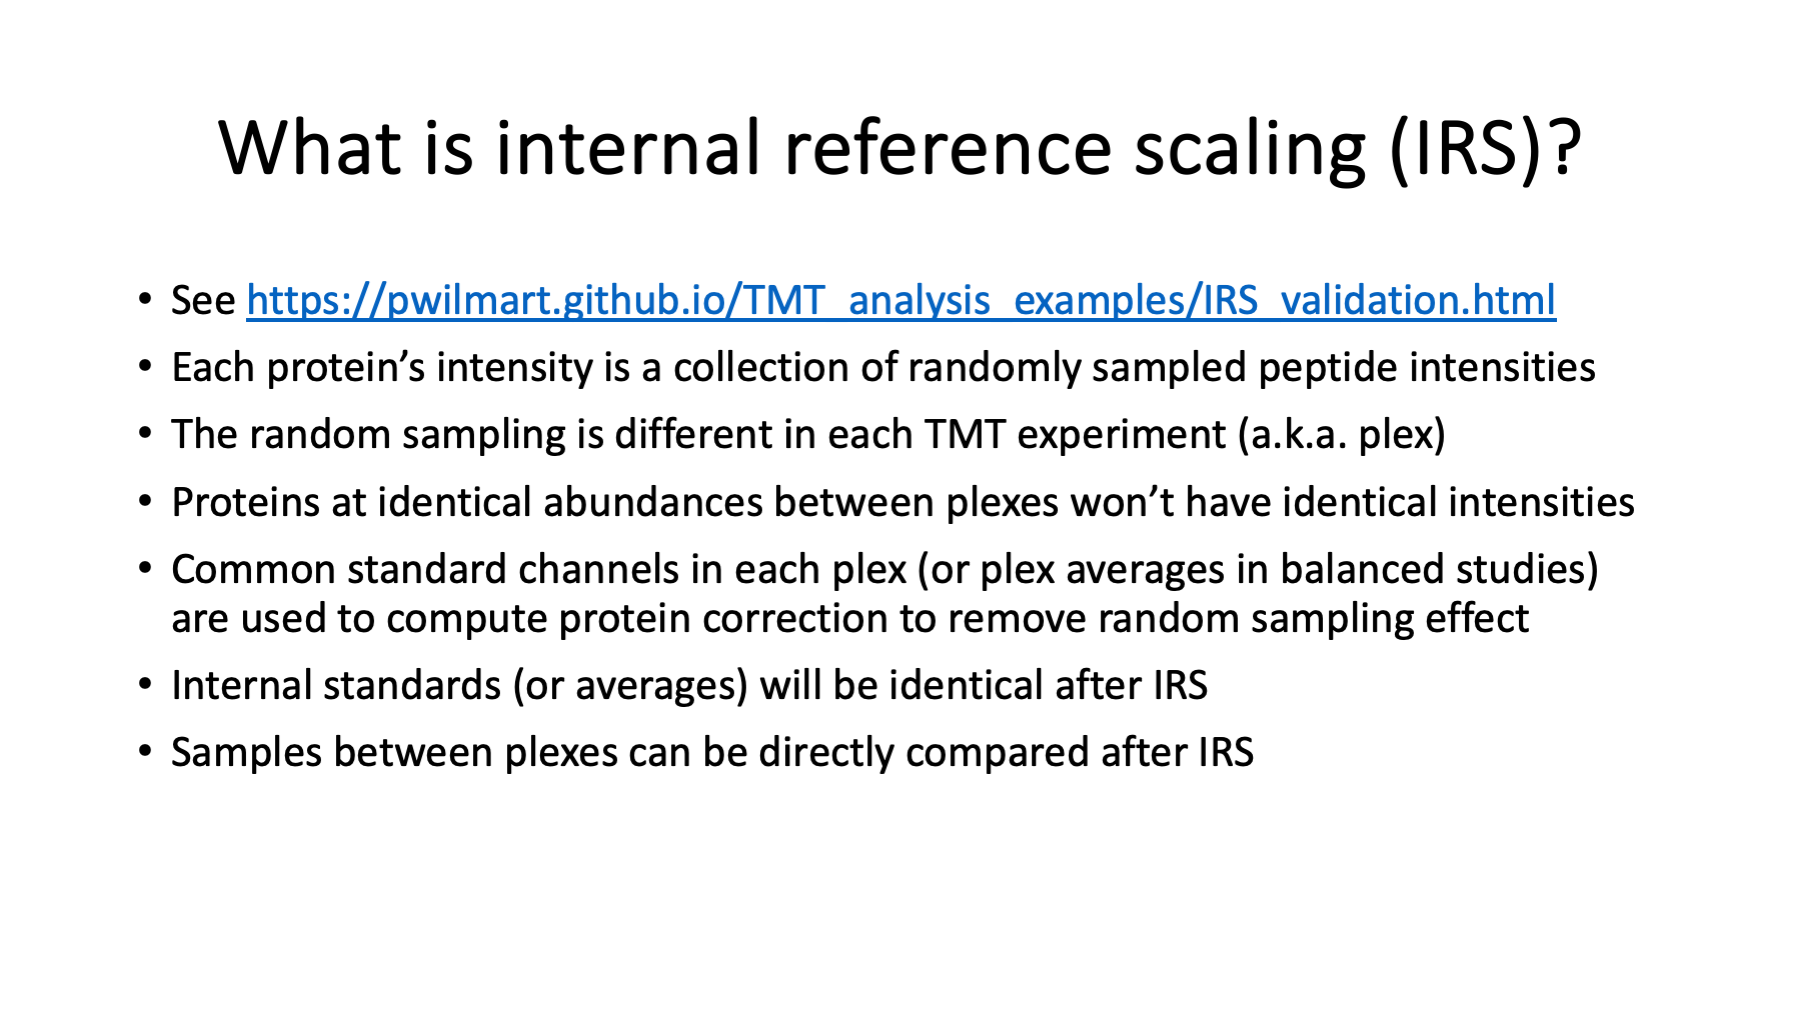 What is internal reference scaling (IRS)?
• See https://pwilmart.github.io/TMT_analysis_examples/IRS_validation.html
• Each protein’s intensity is a collection of randomly sampled peptide intensities
• The random sampling is different in each TMT experiment (a.k.a. plex)
• Proteins at identical abundances between plexes won’t have identical intensities
• Common standard channels in each plex (or plex averages in balanced studies)
are used to compute protein correction to remove random sampling effect
• Internal standards (or averages) will be identical after IRS
• Samples between plexes can be directly compared after IRS